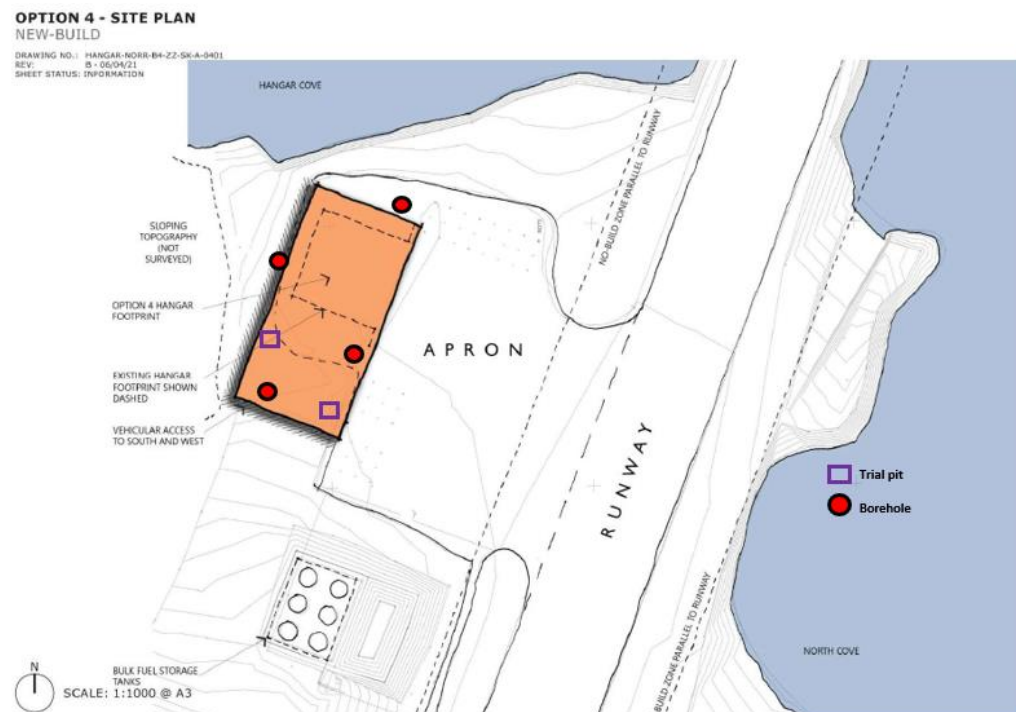 OPTION 4 - SITE PLAN
NEW-BUILD
DRAWING NO.: HANGAR-NORR-B4-ZZ-SK-A-0401
REV: B - 06/04/21
SHEET STATUS: INFORMATION
HANGAR COVE
NO-BUILD ZONE PARALLEL TO RUNWAY
SLOPING
TOPOGRAPHY
(NOT
SURVEYED)
OPTION 4 HANGAR
FOOTPRINT
APRON
EXISTING HANGAR
FOOTPRINT SHOWN
DASHED
VEHICULAR ACCESS
TO SOUTH AND WEST
RUNWAY
Trial pit
Borehole
BUILD ZONE PARALLEL TO RUNWAY
NORTH COVE
BULK FUEL STORAGE
TANKS
N
SCALE: 1:1000 @ A3